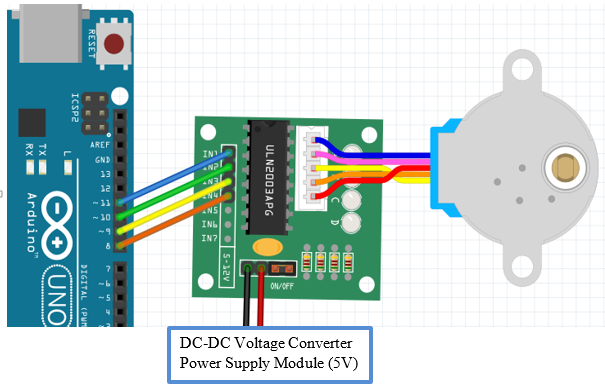 RESET
ICSP2
AREF
GND
13
12
~11
~10
~9
8
7
~6
~5
4
~3
L
TX
RX
Arduino™
UNO
DIGITAL (PWM
IN1
IN2
IN3
IN4
IN5
IN6
IN7
ULN2003APG
5-12V
ON/OFF
C
D
DC-DC Voltage Converter
Power Supply Module (5V)